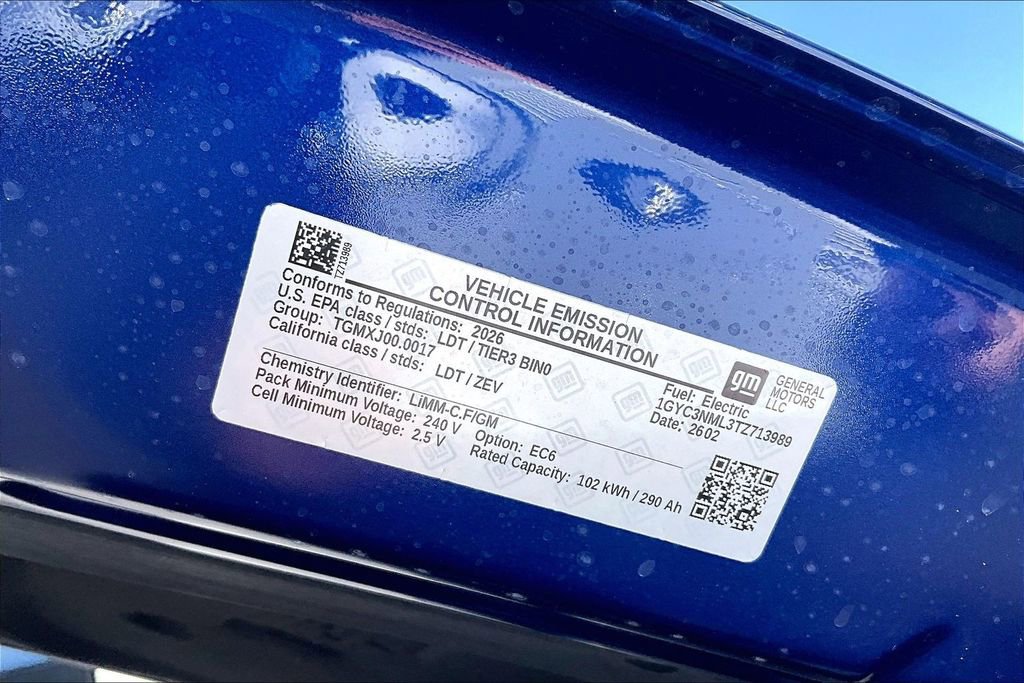 TZ713989
VEHICLE EMISSION
CONTROL INFORMATION
gm
GENERAL
MOTORS
LLC
Conforms to Regulations: 2026
U.S. EPA class / stds: LDT / TIER3 BIN0
Group: TGMXJ00.0017
California class / stds: LDT / ZEV
Fuel: Electric
1GYC3NML3TZ713989
Date: 2602
Chemistry Identifier: LiMM-C.F/GM
Pack Minimum Voltage: 240 V Option: EC6
Cell Minimum Voltage: 2.5 V Rated Capacity: 102 kWh / 290 Ah